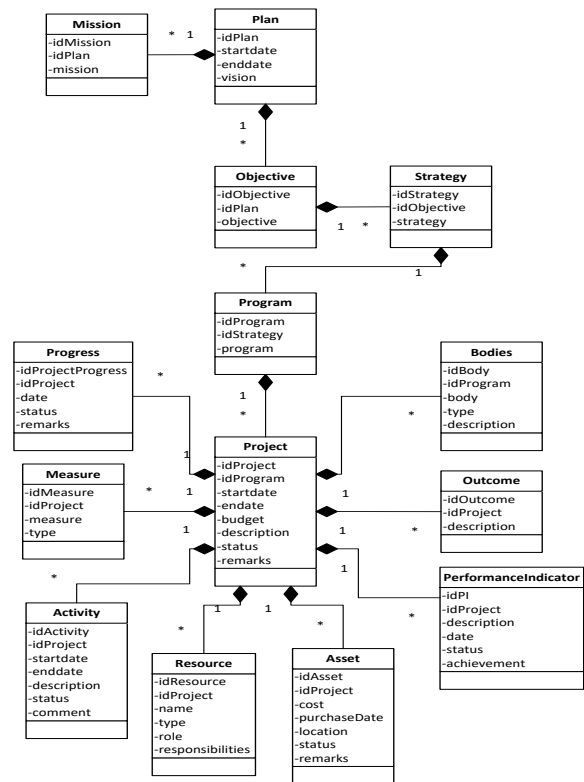 Mission
-idMission
-idPlan
-mission
* 1
Plan
-idPlan
-startdate
-enddate
-vision
1
*
Objective
-idObjective
-idPlan
-objective
1 *
Strategy
-idStrategy
-idObjective
-strategy
1
*
Program
-idProgram
-idStrategy
-program
1
*
Progress
-idProjectProgress
-idProject
-date
-status
-remarks
*
1
Bodies
-idBody
-idProgram
-body
-type
-description
*
1
Project
-idProject
-idProgram
-startdate
-endate
-budget
-description
-status
-remarks
Measure
-idMeasure
-idProject
-measure
-type
*
1
Outcome
-idOutcome
-idProject
-description
1
*
Activity
-idActivity
-idProject
-startdate
-enddate
-description
-status
-comment
*
1
Resource
-idResource
-idProject
-name
-type
-role
-responsibilities
*
1
Asset
-idAsset
-idProject
-cost
-purchaseDate
-location
-status
-remarks
*
1
PerformanceIndicator
-idPI
-idProject
-description
-date
-status
-achievement
*
1